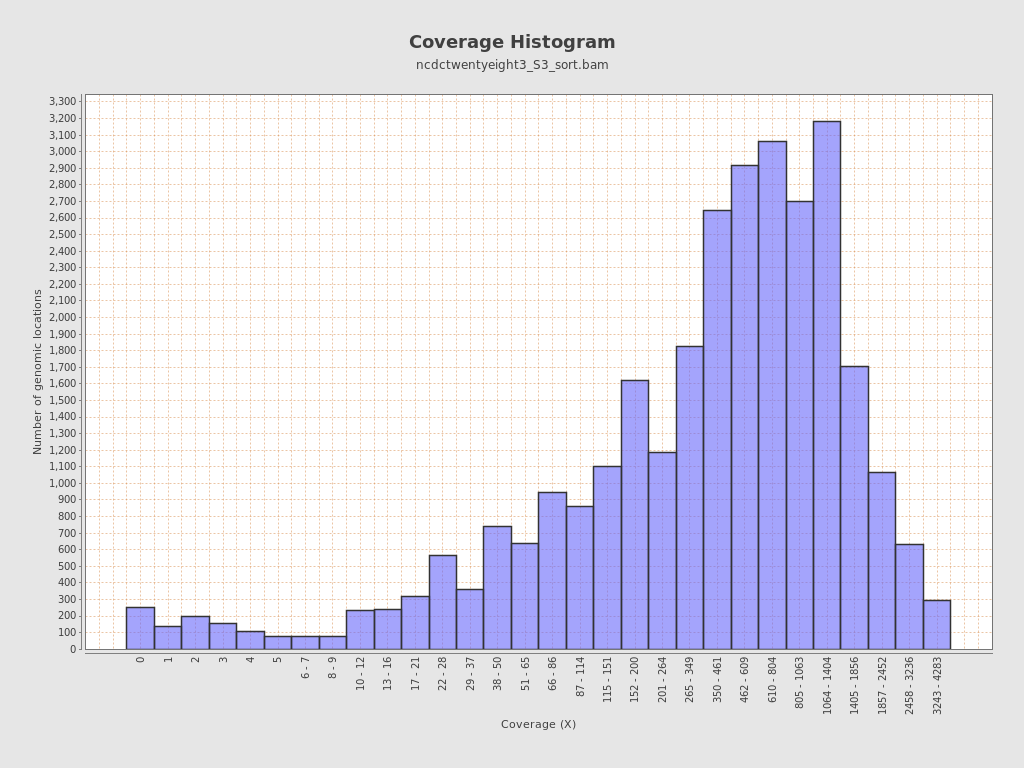 Coverage Histogram
ncdctwentyeight3_S3_sort.bam
3,300
3,200
3,100
3,000
2,900
2,800
2,700
2,600
2,500
2,400
2,300
2,200
2,100
2,000
1,900
1,800
1,700
1,600
1,500
1,400
1,300
1,200
1,100
1,000
900
800
700
600
500
400
300
200
100
0
Number of genomic locations
0
1
2
3
4
5
6 - 7
8 - 9
10 - 12
13 - 16
17 - 21
22 - 28
29 - 37
38 - 50
51 - 65
66 - 86
87 - 114
115 - 151
152 - 200
201 - 264
265 - 349
350 - 461
462 - 609
610 - 804
805 - 1063
1064 - 1404
1405 - 1856
1857 - 2452
2458 - 3236
3243 - 4283
Coverage (X)